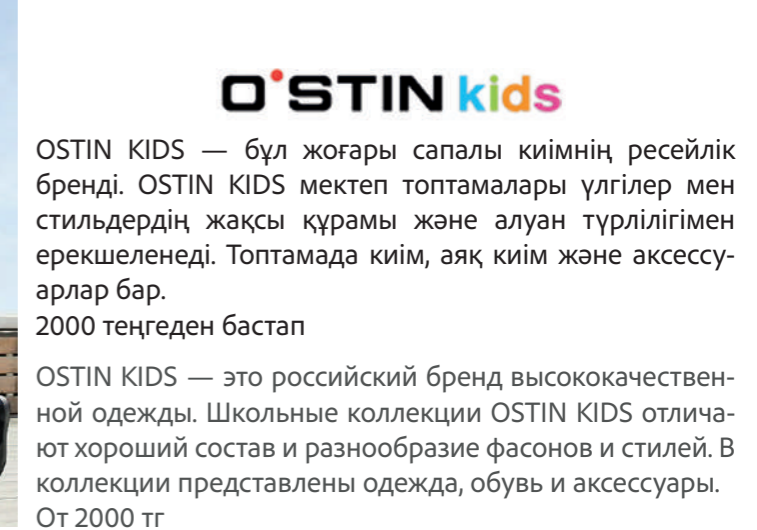 O'STIN kids
OSTIN KIDS — бұл жоғары сапалы киімнің ресейлік
бренді. OSTIN KIDS мектеп топтамалары үлгілер мен
стильдердің жақсы құрамы және алуан түрлілігімен
ерекшеленеді. Топтамада киім, аяқ киім және аксессу-
арлар бар.
2000 теңгеден бастап
OSTIN KIDS — это российский бренд высококачествен-
ной одежды. Школьные коллекции OSTIN KIDS отлича-
ют хороший состав и разнообразие фасонов и стилей. В
коллекции представлены одежда, обувь и аксессуары.
От 2000 тг